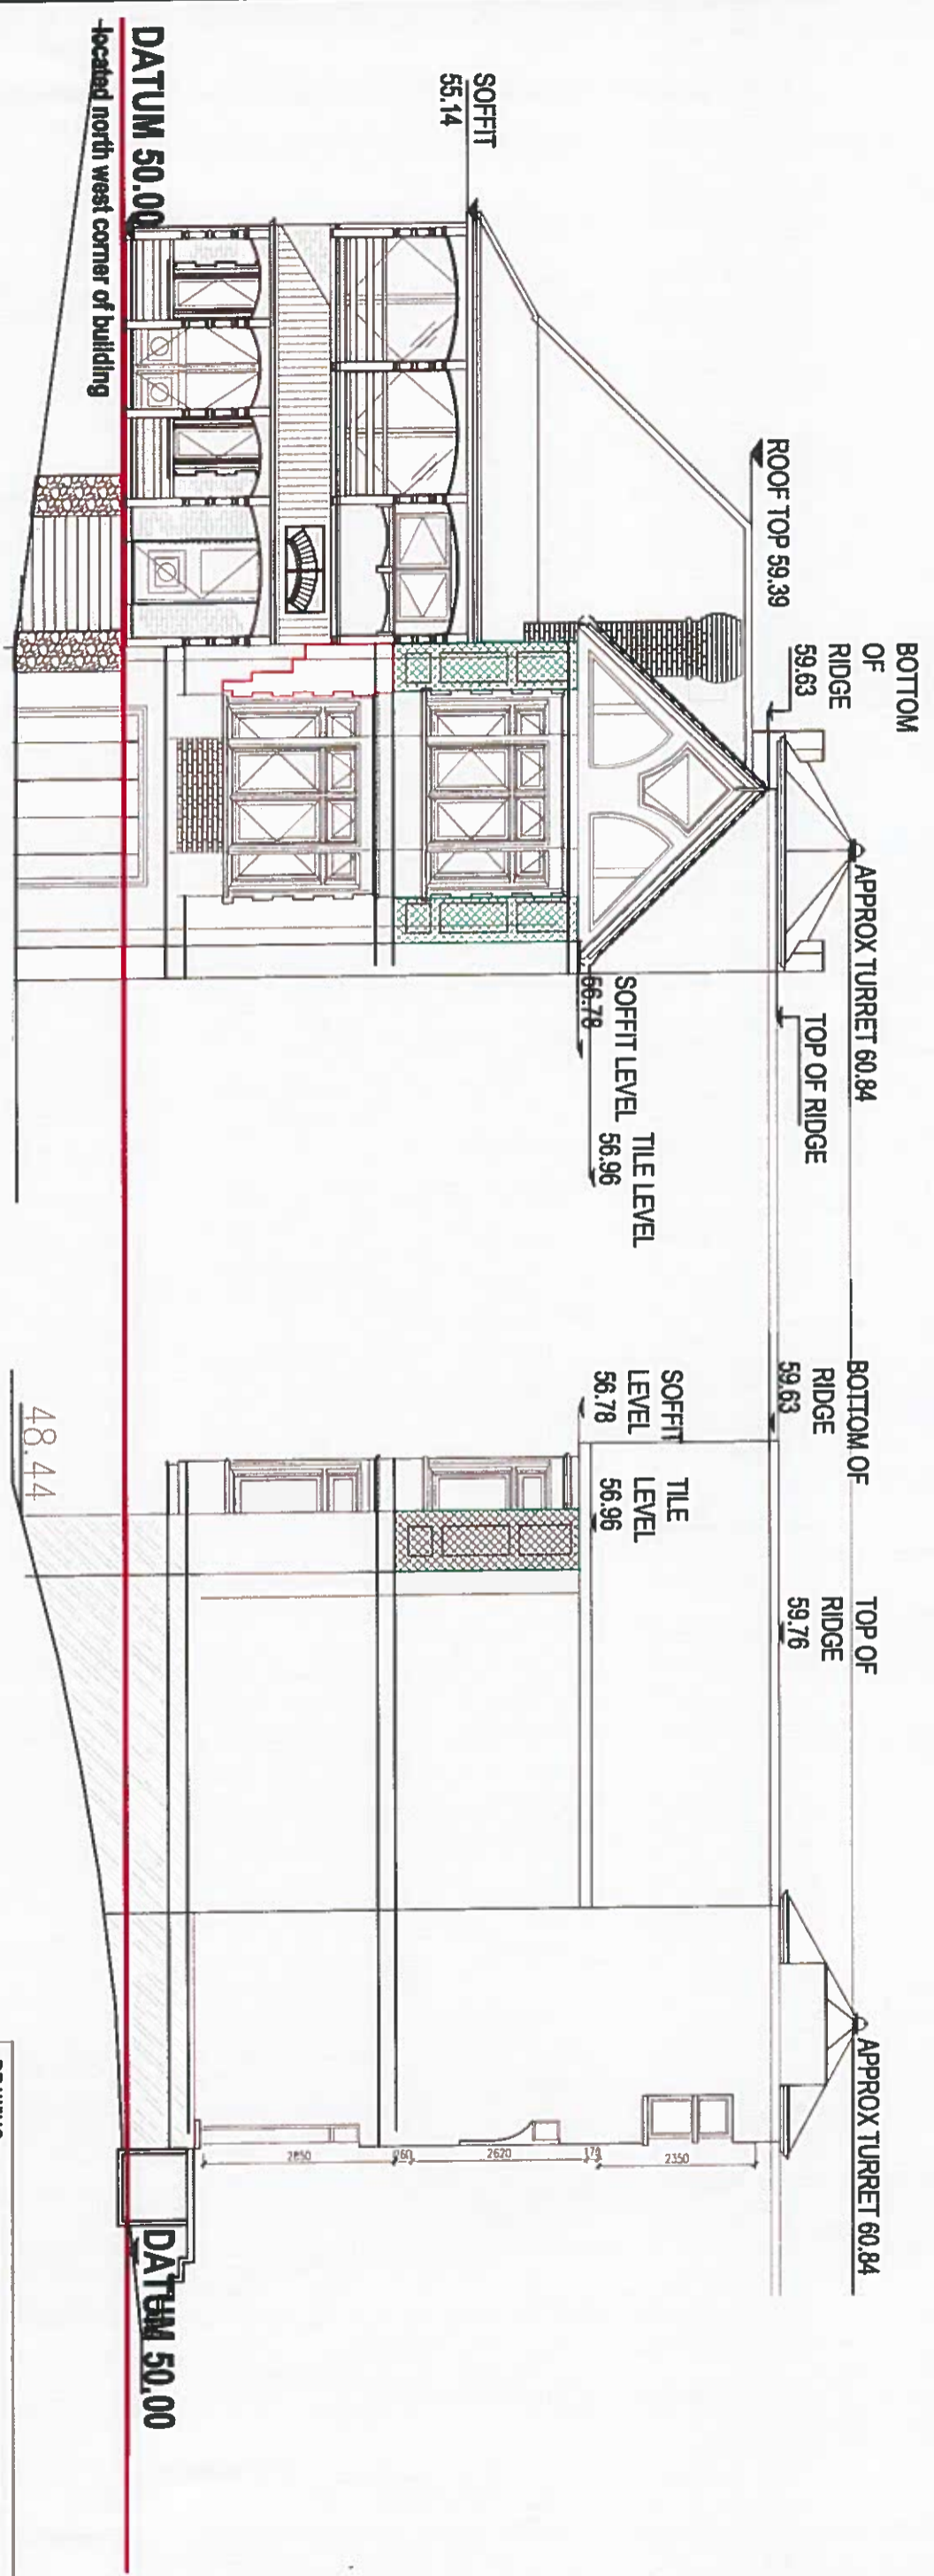 SOFFIT
55.14
ROOF TOP 59.39
BOTTOM
OF
RIDGE
59.63
APPROX TURRET 60.84
TOP OF RIDGE
SOFFIT LEVEL
56.78
TILE LEVEL
56.96
DATUM 50.00
-located north west corner of building
BOTTOM OF
RIDGE
59.63
SOFFIT
LEVEL
56.78
TILE
LEVEL
56.96
TOP OF
RIDGE
59.76
APPROX TURRET 60.84
2350
179
2620
260
2850
48.44
DATUM 50.00